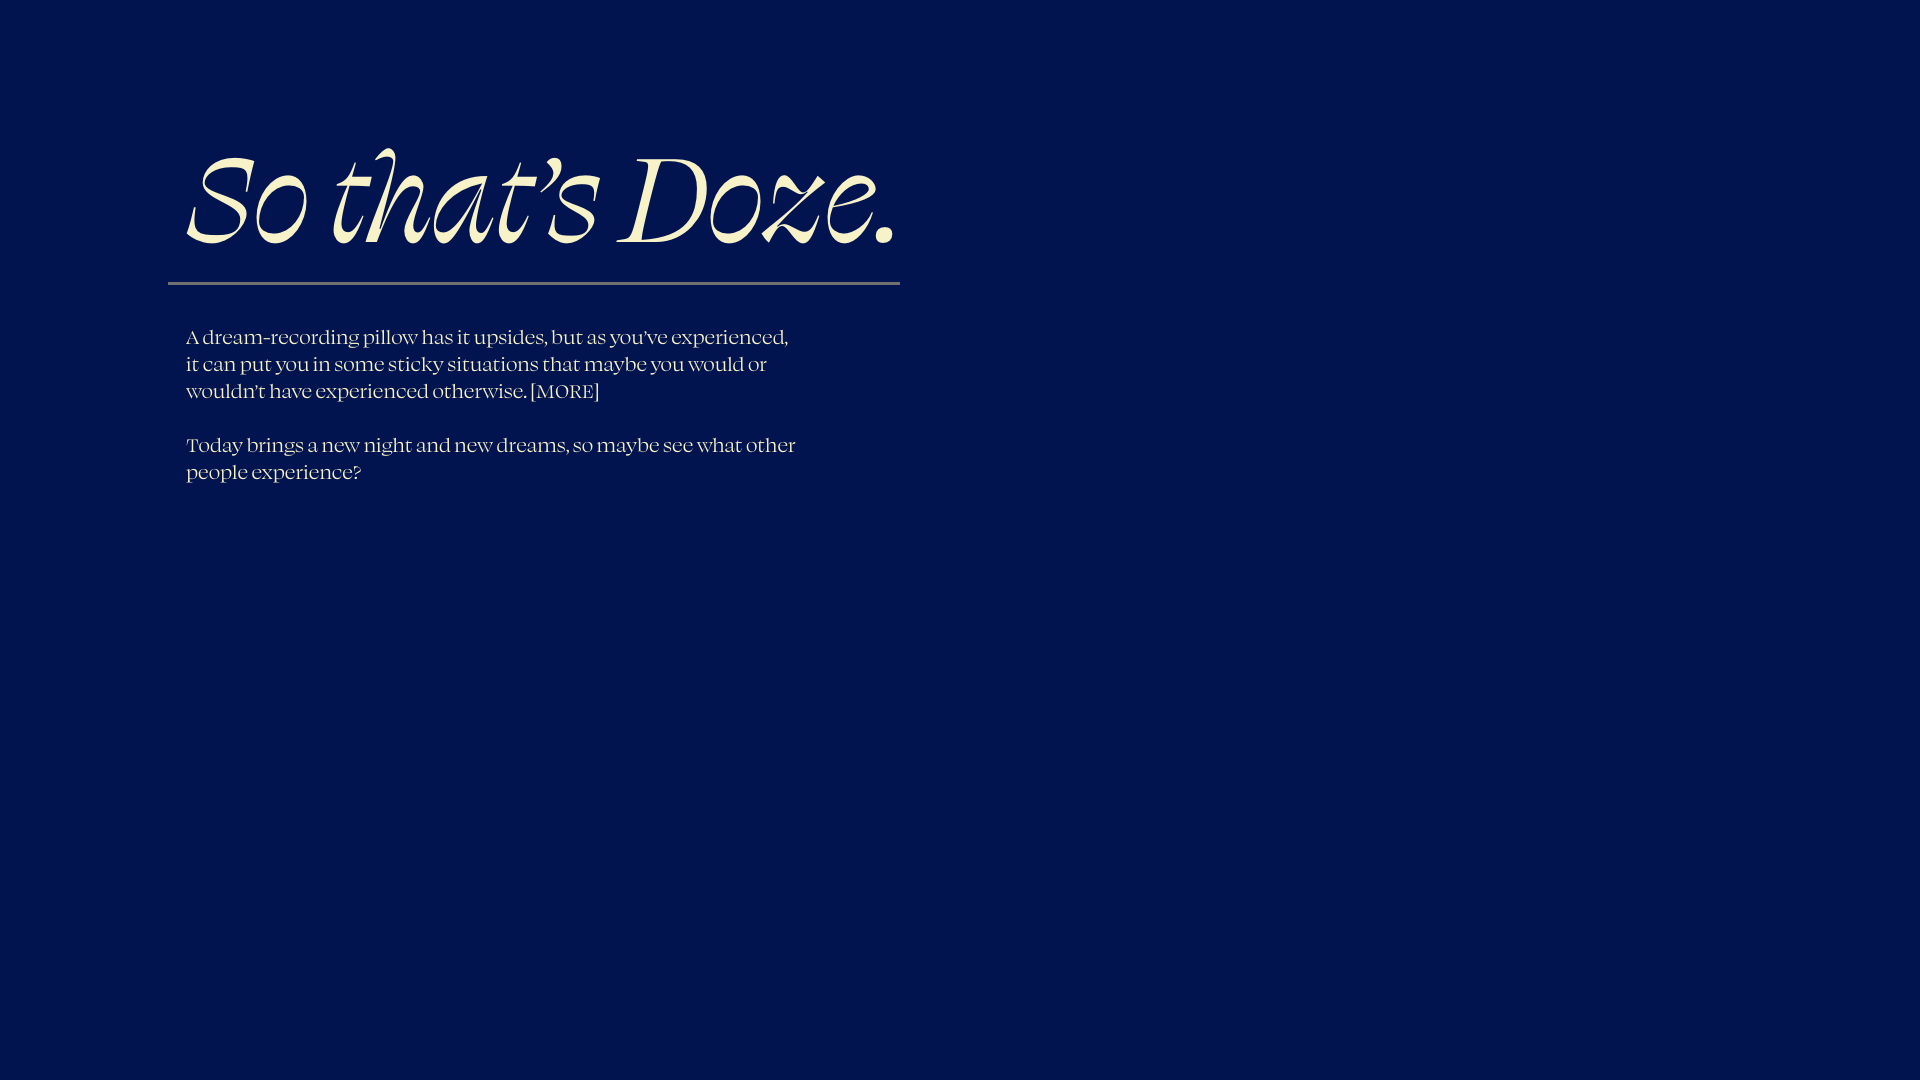 So that’s Doze.
A dream-recording pillow has it upsides, but as you’ve experienced,
it can put you in some sticky situations that maybe you would or
wouldn’t have experienced otherwise. [MORE]
Today brings a new night and new dreams, so maybe see what other
people experience?